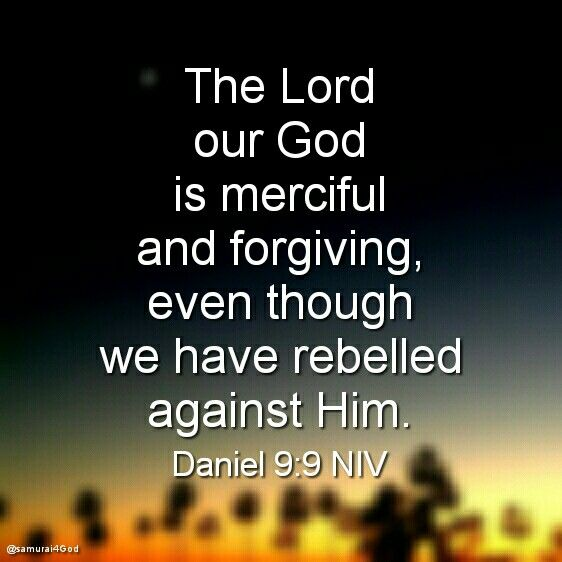 The Lord
our God
is merciful
and forgiving,
even though
we have rebelled
against Him.
Daniel 9:9 NIV
@samurai4God